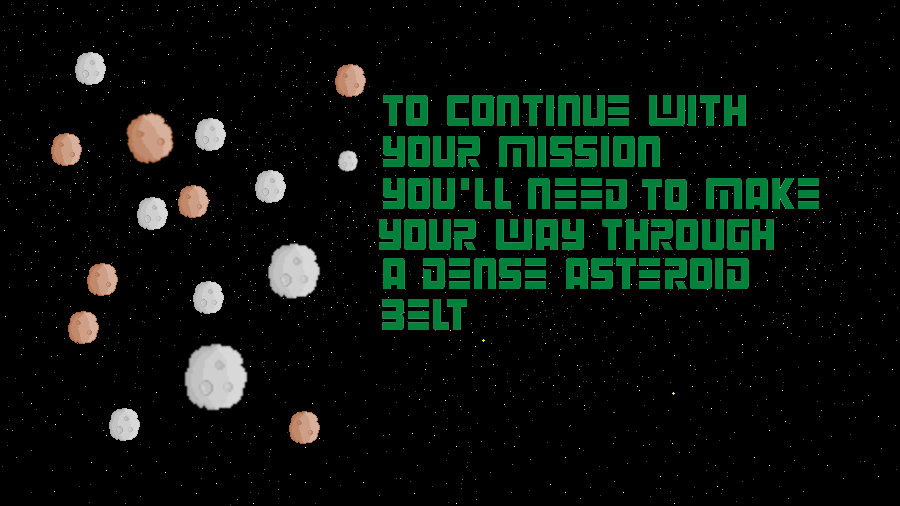 TO CONTINUE WITH
YOUR MISSION
YOU'LL NEED TO MAKE
YOUR WAY THROUGH
A DENSE ASTEROID
BELT